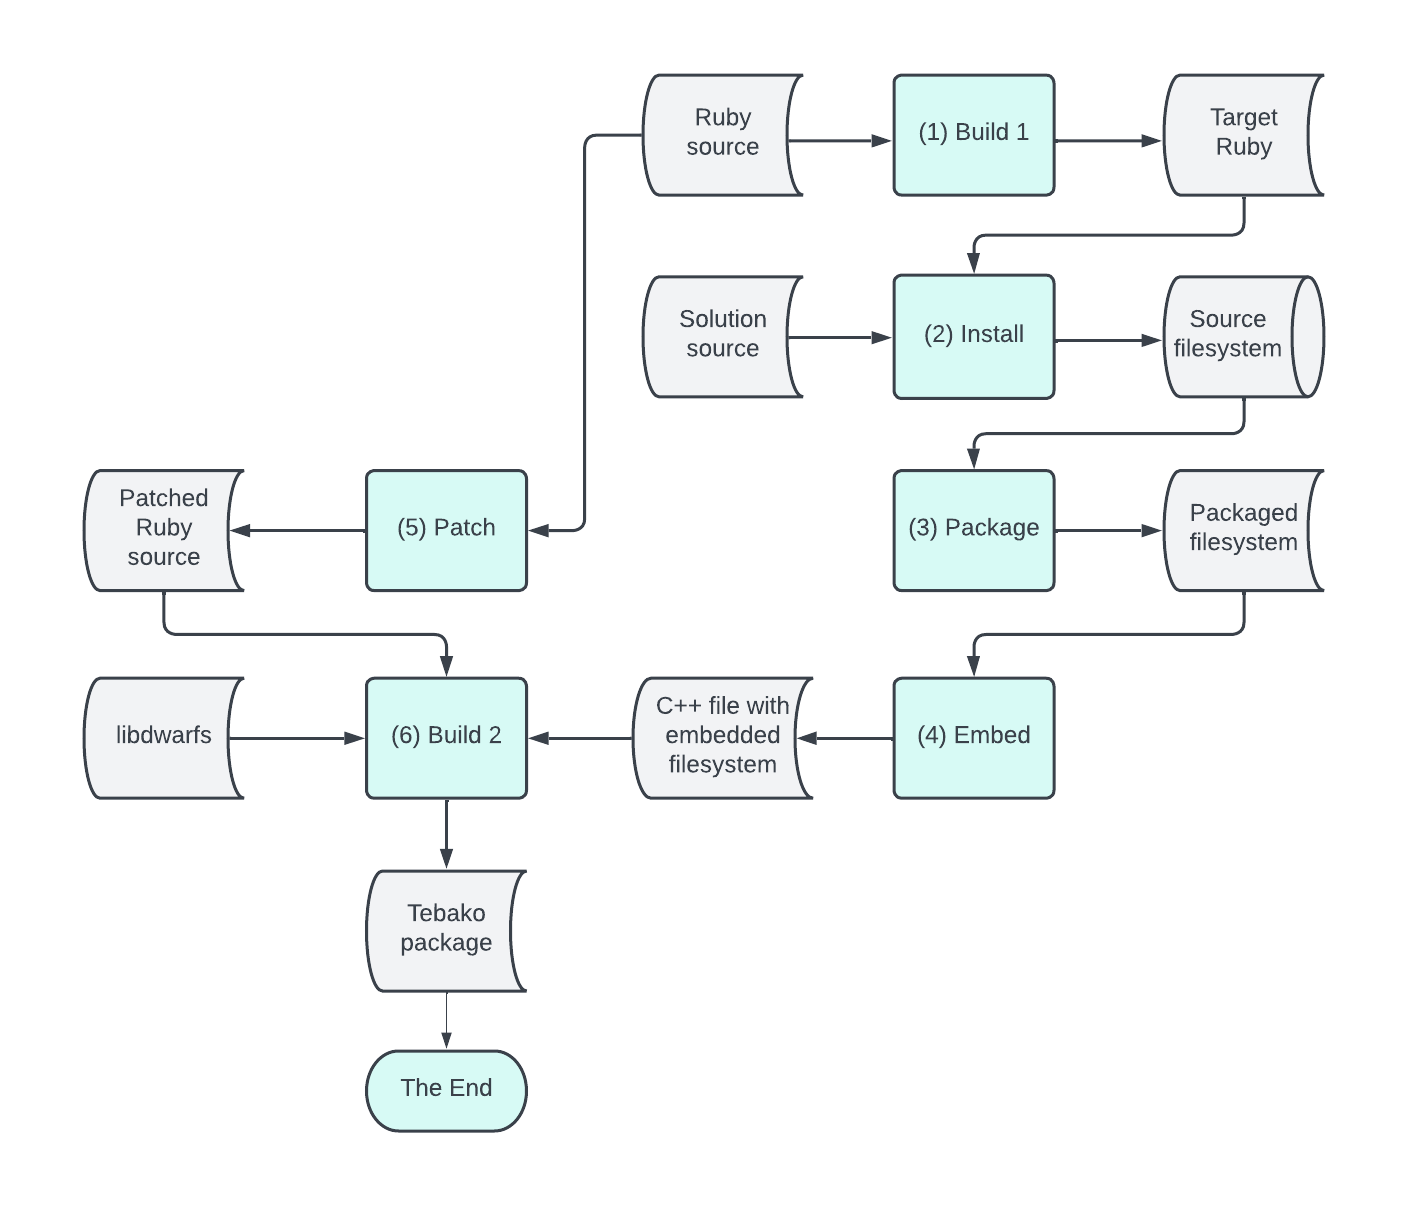 Ruby
source
(1) Build 1
Target
Ruby
Solution
source
(2) Install
Source
filesystem
Patched
Ruby
source
(5) Patch
(3) Package
Packaged
filesystem
libdwarfs
(6) Build 2
C++ file with
embedded
filesystem
(4) Embed
Tebako
package
The End